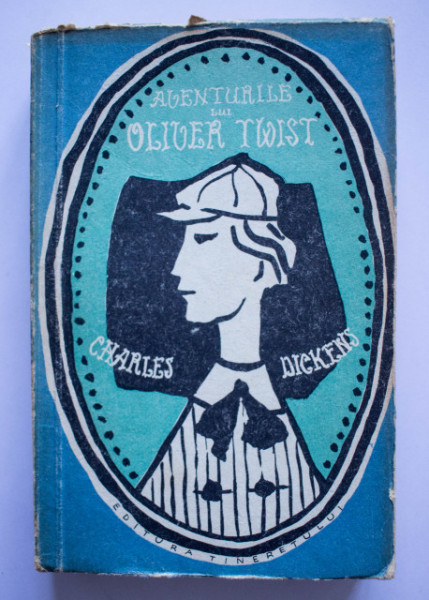 AVENTURILE
LUI
OLIVER TWIST
CHARLES DICKENS
EDITURA TINERETULUI